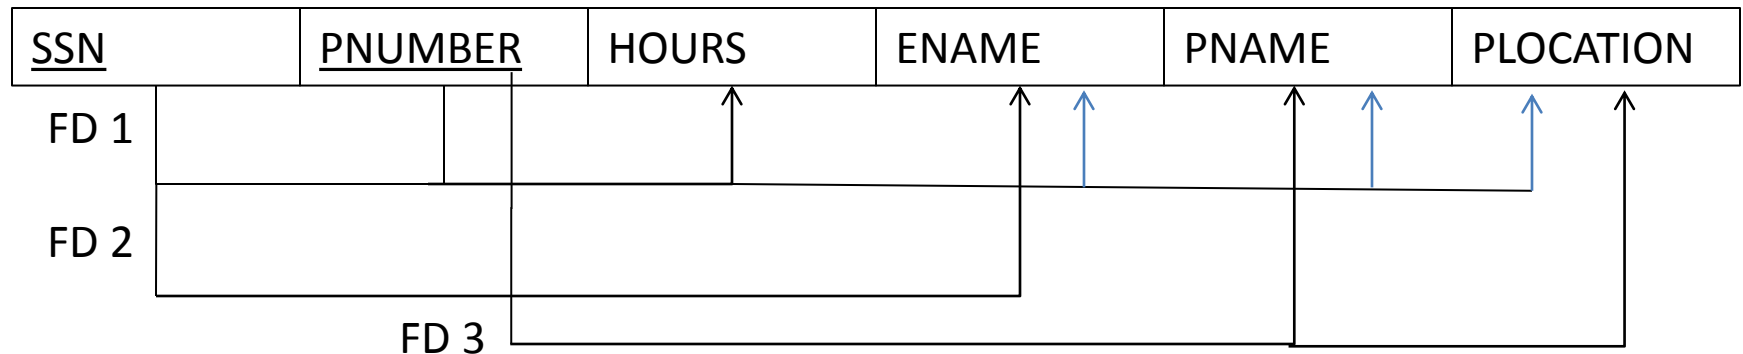 SSN PNUMBER HOURS ENAME PNAME PLOCATION
FD 1
FD 2
FD 3